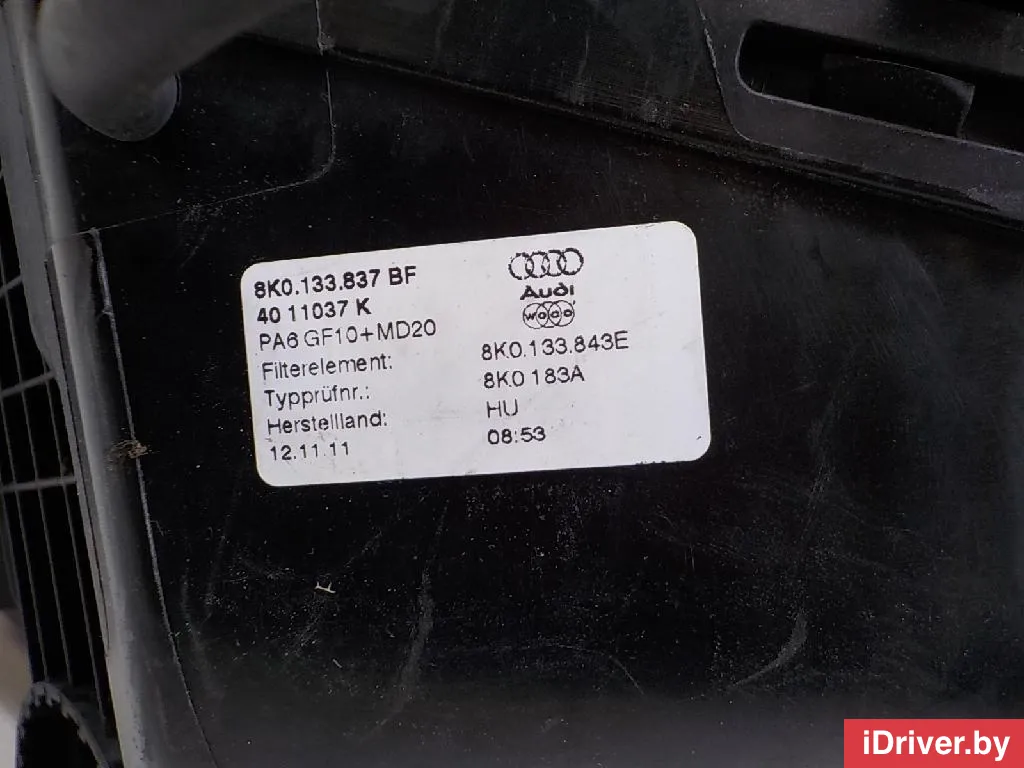 8K0.133.837 BF
40 11037 K
PA6 GF10+MD20
Audi
Filterelement: 8K0.133.843E
Typprüfnr.: 8K0 183A
Herstellland: HU
12.11.11 08:53
iDriver.by